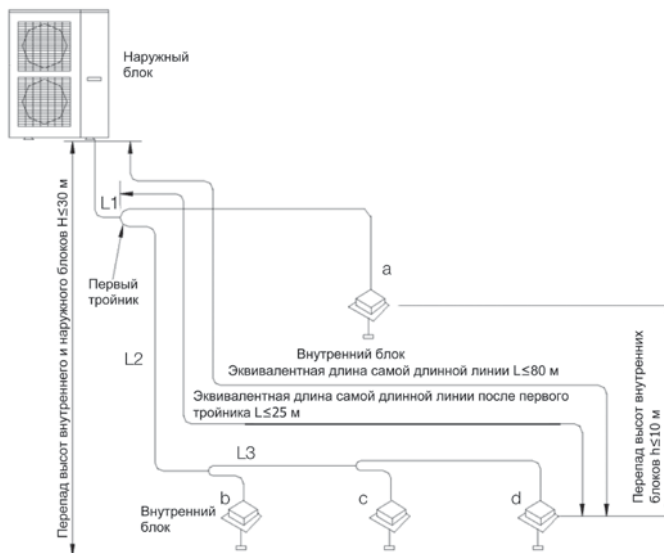 Наружный
блок
L1
Первый
тройник
Перепад высот внутреннего и наружного блоков H≤30 м
a
L2
Внутренний блок
Эквивалентная длина самой длинной линии L≤80 м
Эквивалентная длина самой длинной линии после первого
тройника L≤25 м
Перепад высот внутренних
блоков h≤10 м
L3
b
c
d
Внутренний
блок